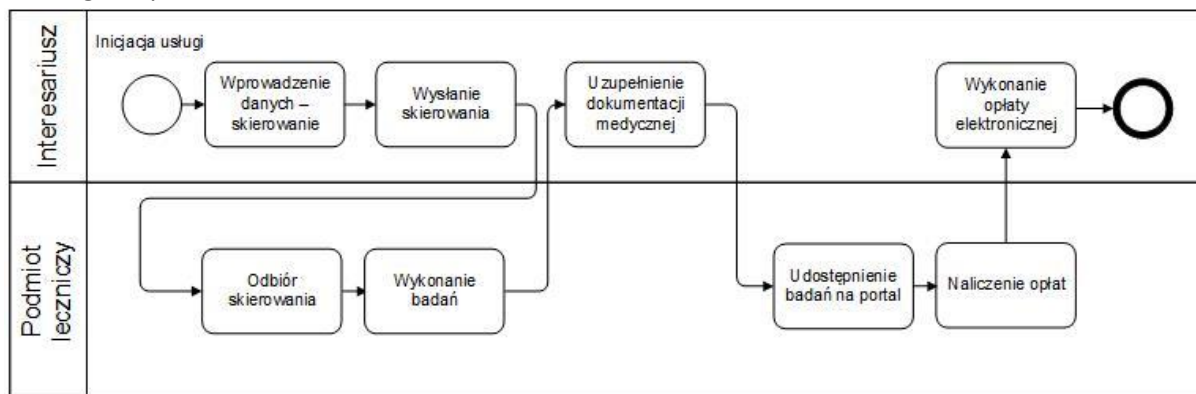 Inicjacja usługi
Interesariusz
Wprowadzenie
danych –
skierowanie
Wysłanie
skierowania
Uzupełnienie
dokumentacji
medycznej
Wykonanie
opłaty
elektronicznej
Podmiot
leczniczy
Odbiór
skierowania
Wykonanie
badań
Udostępnienie
badań na portal
Naliczenie opłat